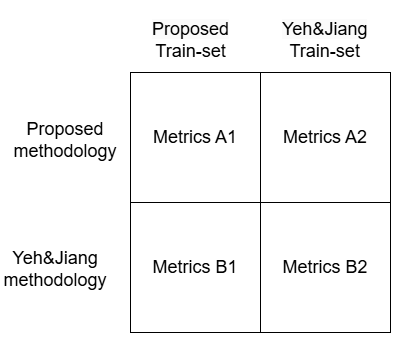 Proposed
Train-set
Yeh&Jiang
Train-set
Proposed
methodology
Metrics A1
Metrics A2
Yeh&Jiang
methodology
Metrics B1
Metrics B2